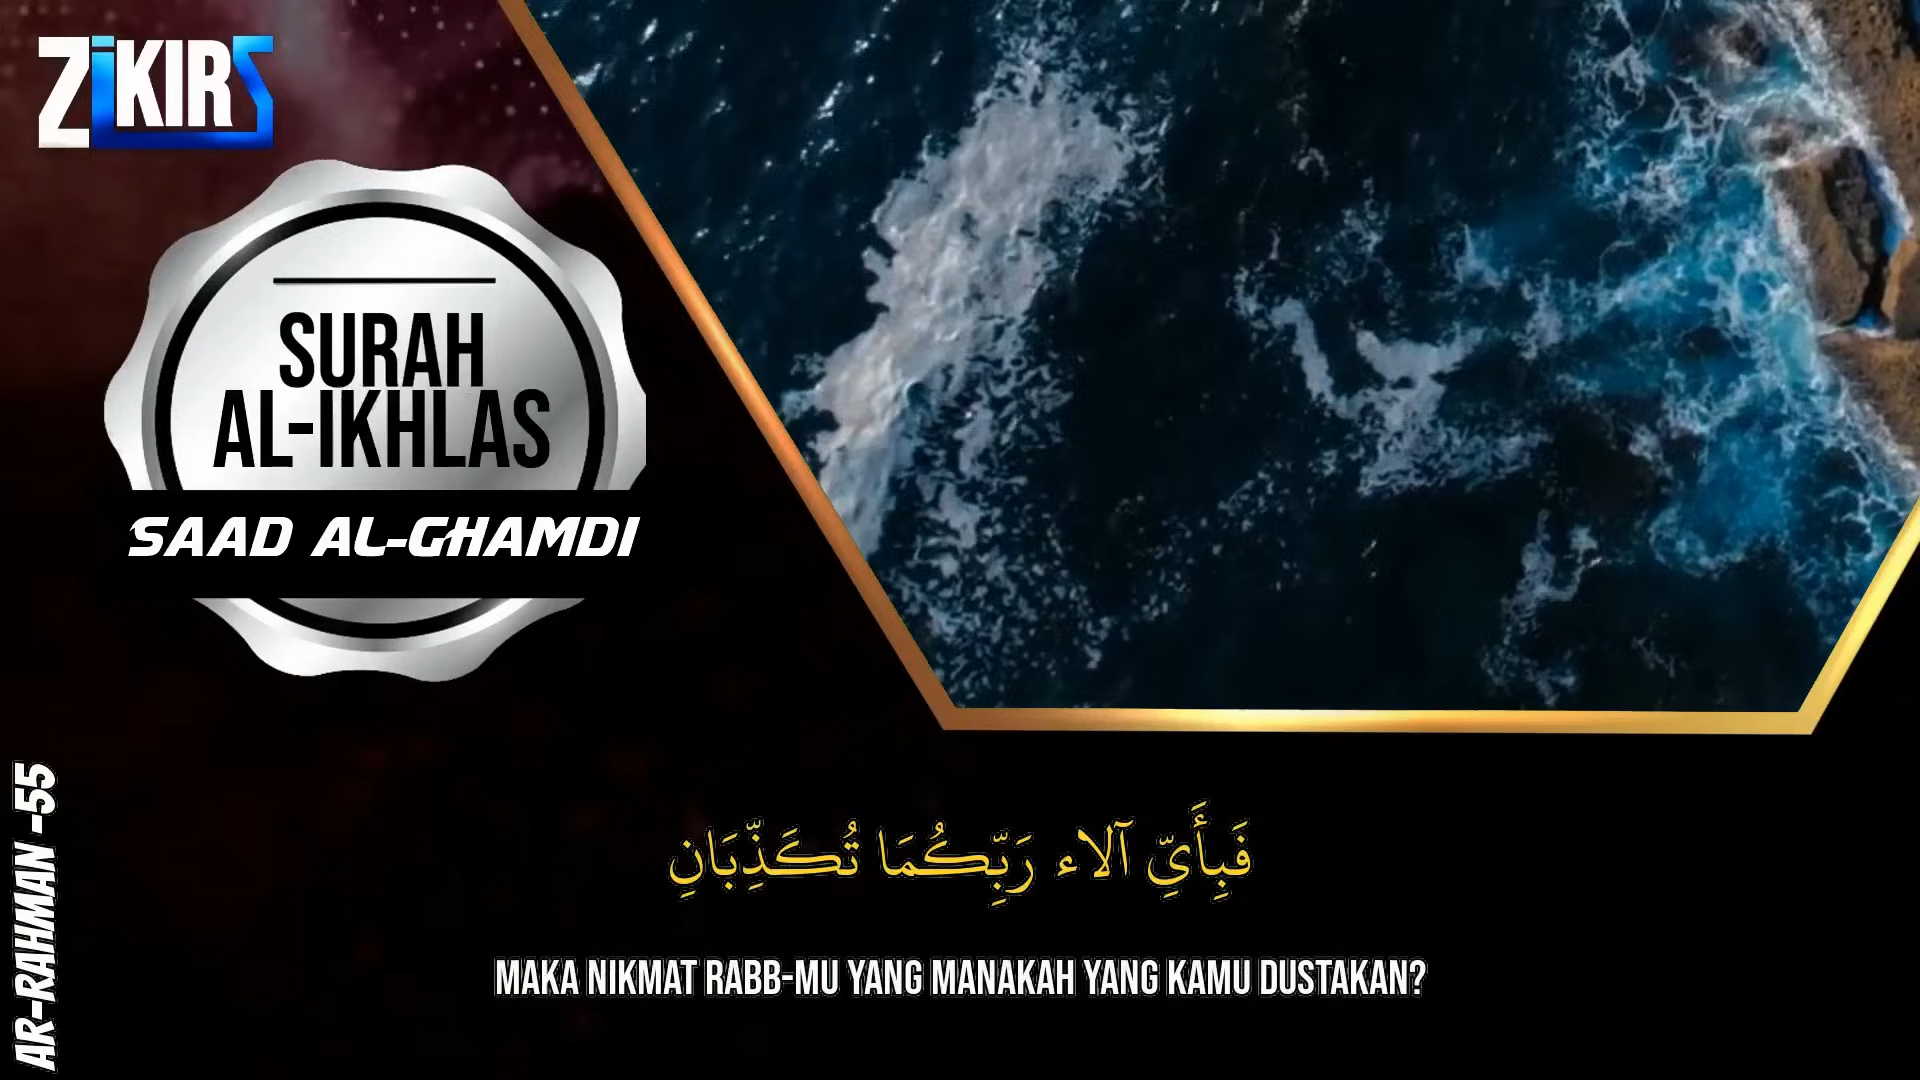 ZiKIRS
SURAH
AL-IKHLAS
SAAD AL-GHAMDI
فَبِأَيِّ آلاء رَبِّكُمَا تُكَذِّبَانِ
MAKA NIKMAT RABB-MU YANG MANAKAH YANG KAMU DUSTAKAN?
AR-RAHMAN -55